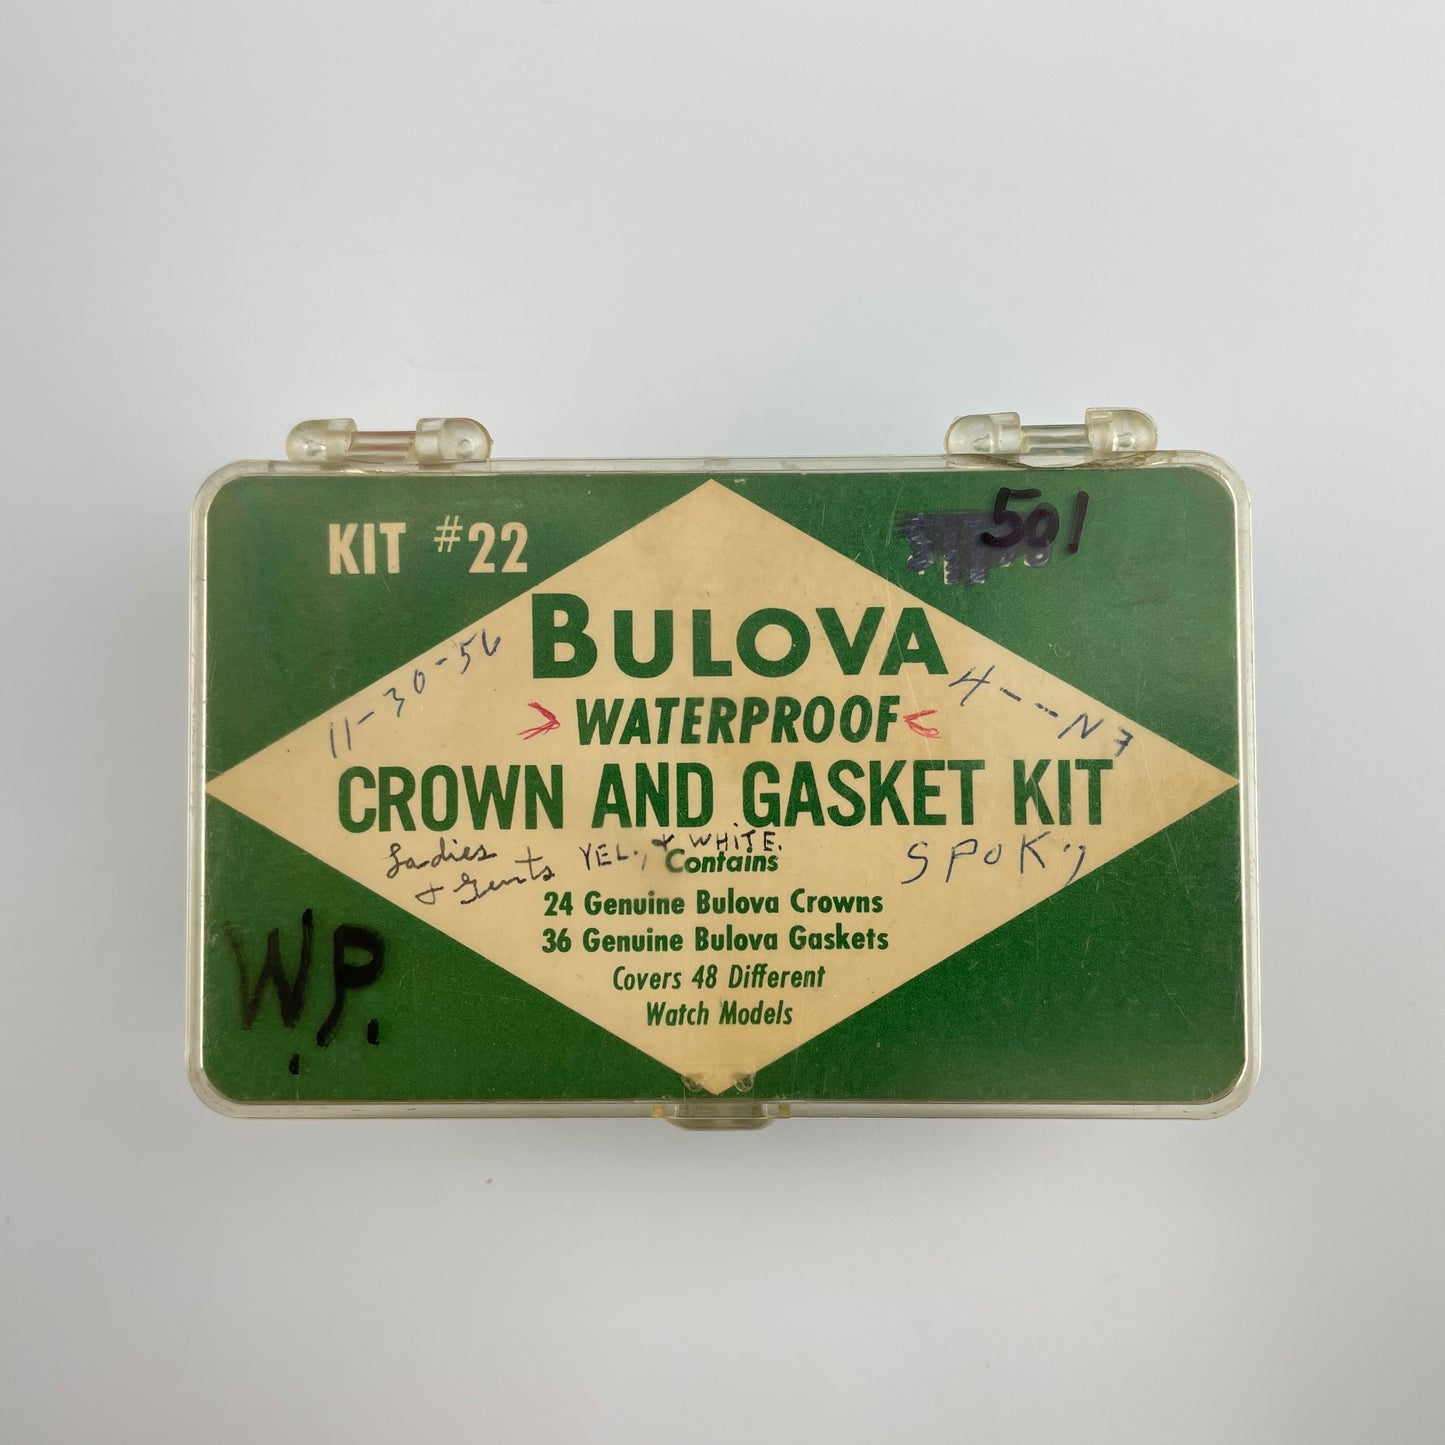 KIT #22
501
BULOVA
11-30-56
> WATERPROOF <
4---N
CROWN AND GASKET KIT
Ladies + Gents
YEL. + WHITE.
SPOK
Contains
24 Genuine Bulova Crowns
36 Genuine Bulova Gaskets
Covers 48 Different
Watch Models
W.P.